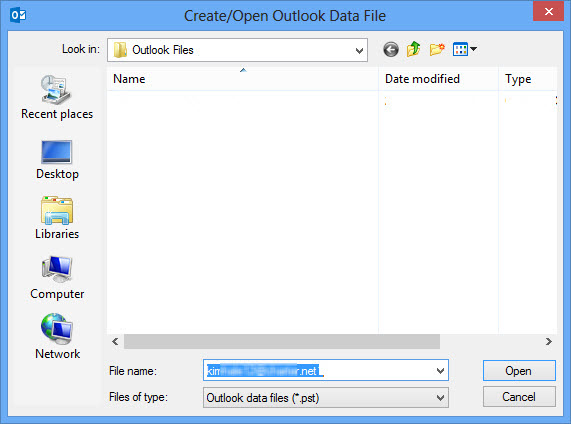 Create/Open Outlook Data File
Look in:
Outlook Files
Name
Date modified
Type
Recent places
Desktop
Libraries
Computer
Network
File name:
kim
.net
Open
Files of type:
Outlook data files (*.pst)
Cancel